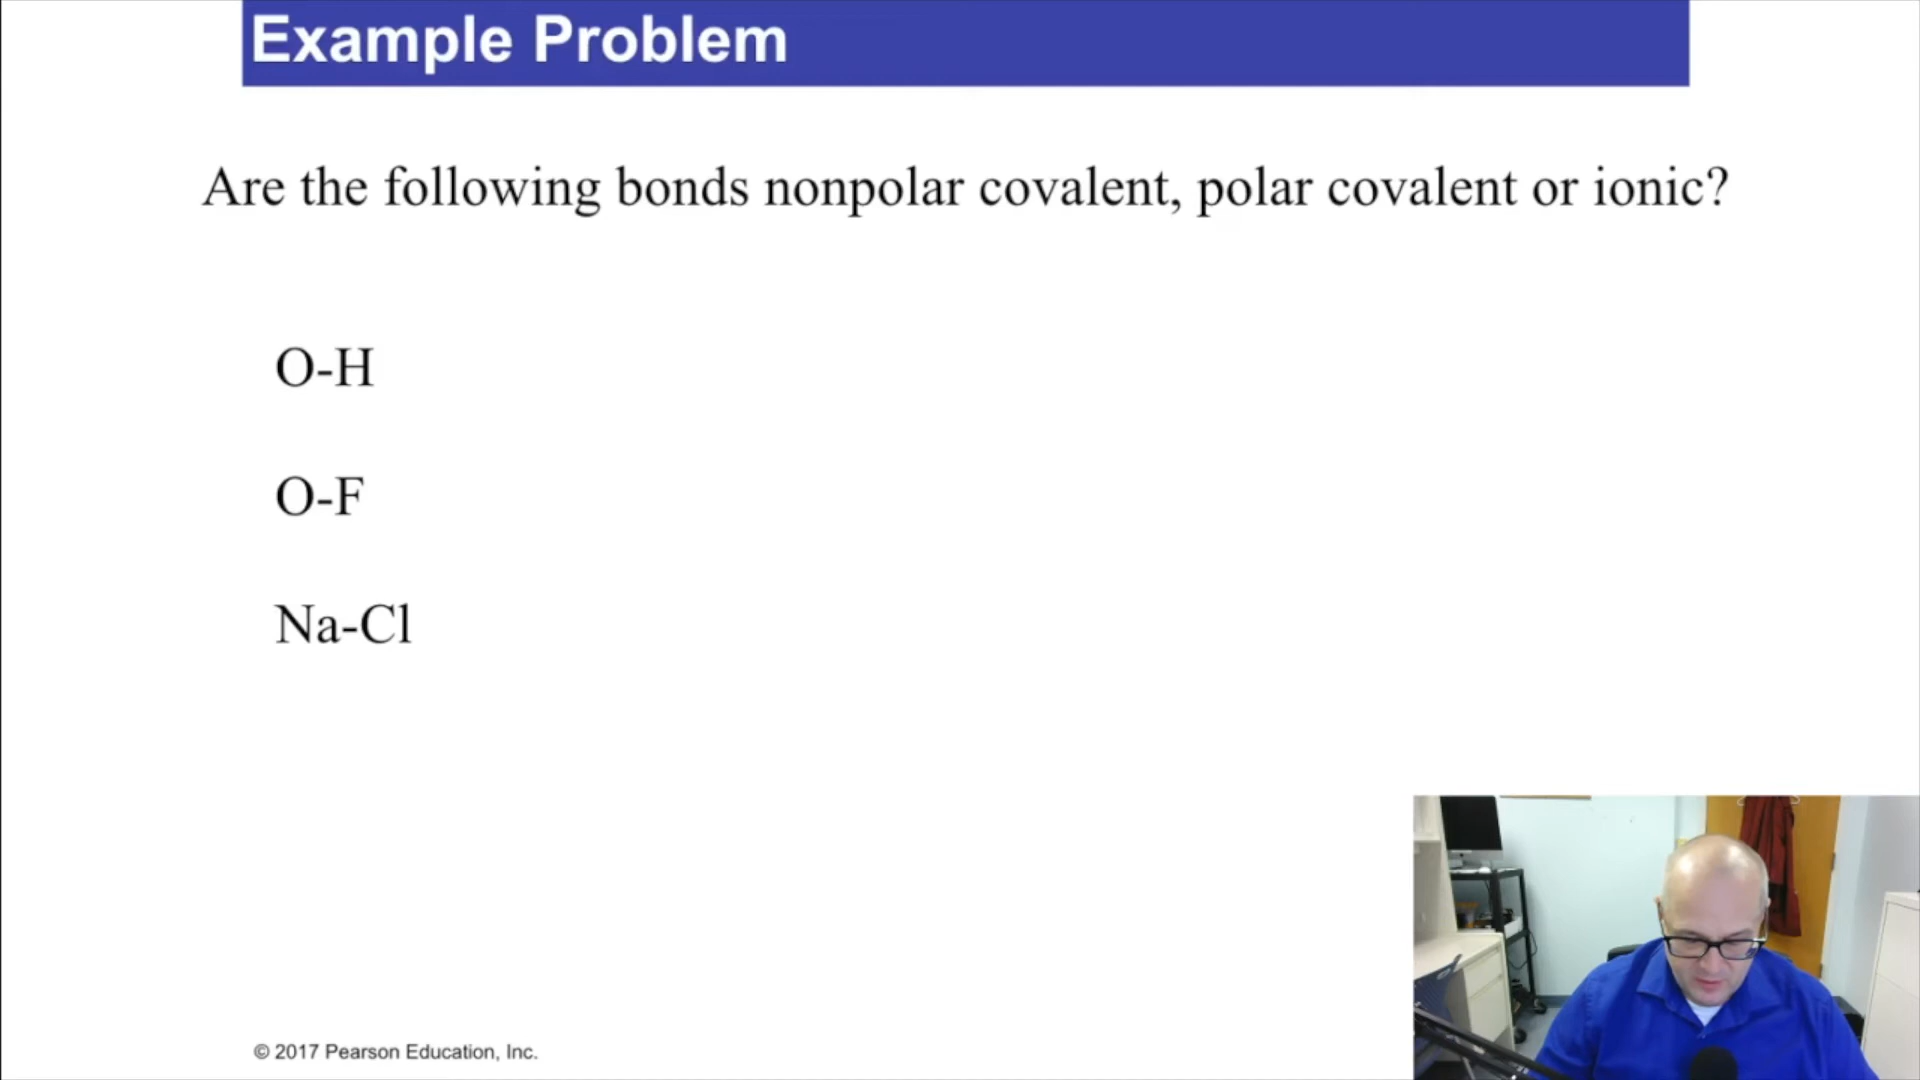 Example Problem
Are the following bonds nonpolar covalent, polar covalent or ionic?
O-H
O-F
Na-Cl
© 2017 Pearson Education, Inc.